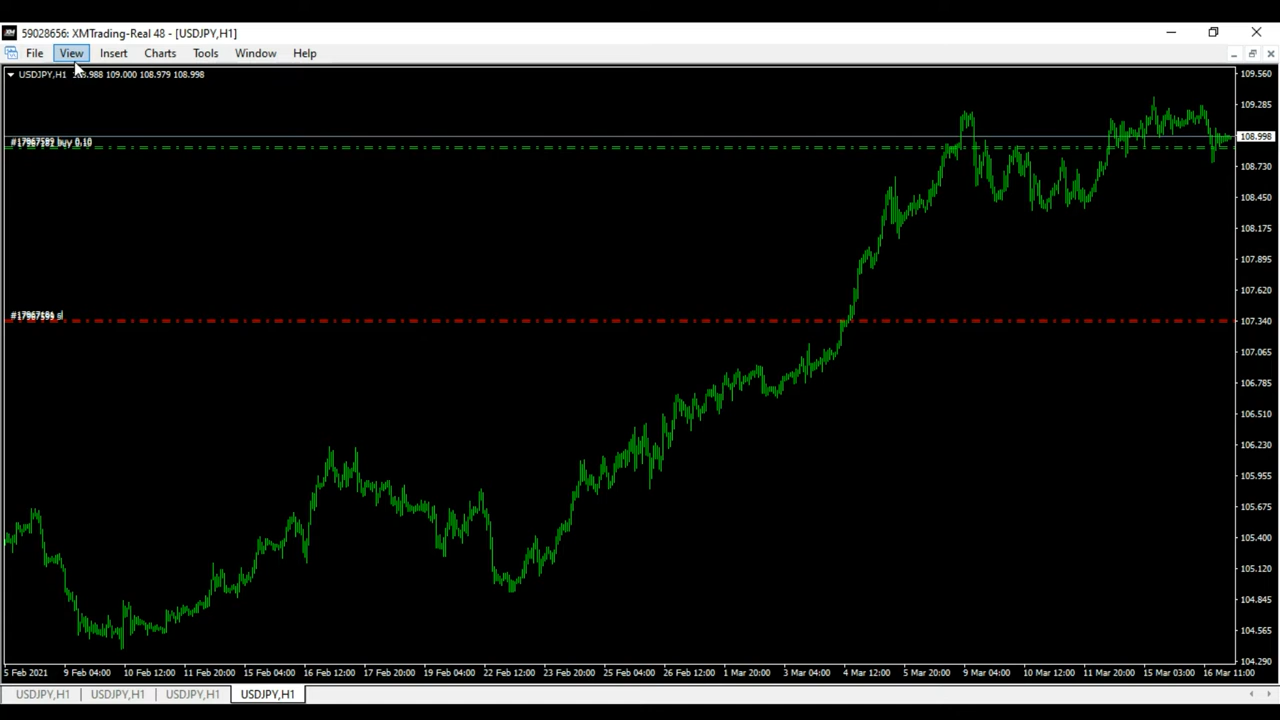 59028656: XMTrading-Real 48 - [USDJPY,H1]
File View Insert Charts Tools Window Help
USDJPY,H1 108.988 109.000 108.979 108.998
109.560
109.285
108.998
buy 0.10
108.730
108.450
108.175
107.895
107.620
sl
107.340
107.065
106.785
106.510
106.230
105.955
105.675
105.400
105.120
104.845
104.565
104.290
5 Feb 2021 9 Feb 04:00 10 Feb 12:00 11 Feb 20:00 15 Feb 04:00 16 Feb 12:00 17 Feb 20:00 19 Feb 04:00 22 Feb 12:00 23 Feb 20:00 25 Feb 04:00 26 Feb 12:00 1 Mar 20:00 3 Mar 04:00 4 Mar 12:00 5 Mar 20:00 9 Mar 04:00 10 Mar 12:00 11 Mar 20:00 15 Mar 03:00 16 Mar 11:00
USDJPY,H1 USDJPY,H1 USDJPY,H1 USDJPY,H1